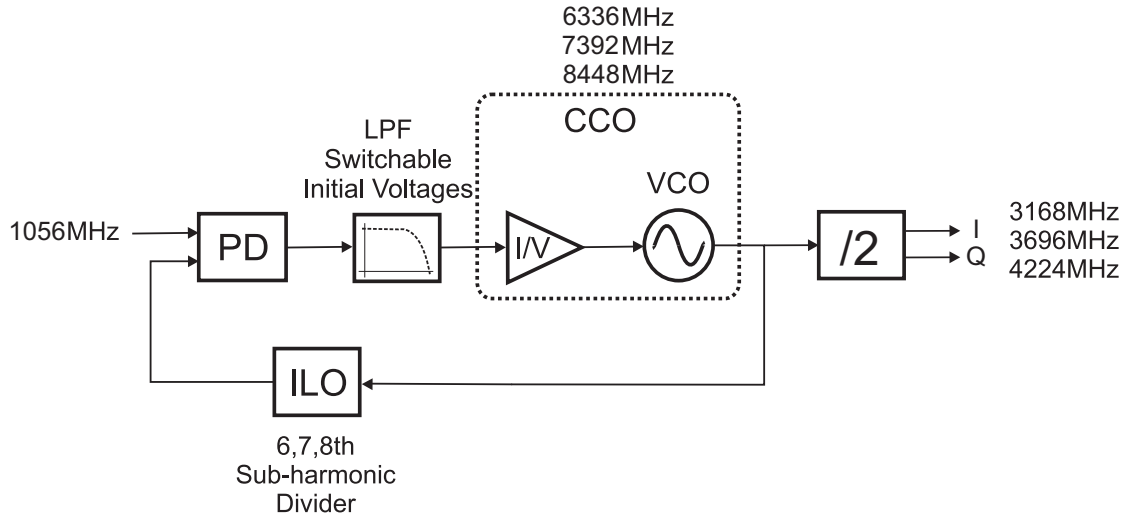 6336MHz
7392MHz
8448MHz
CCO
LPF
Switchable
Initial Voltages
VCO
1056MHz
PD
I/V
/2
I
Q
3168MHz
3696MHz
4224MHz
ILO
6,7,8th
Sub-harmonic
Divider